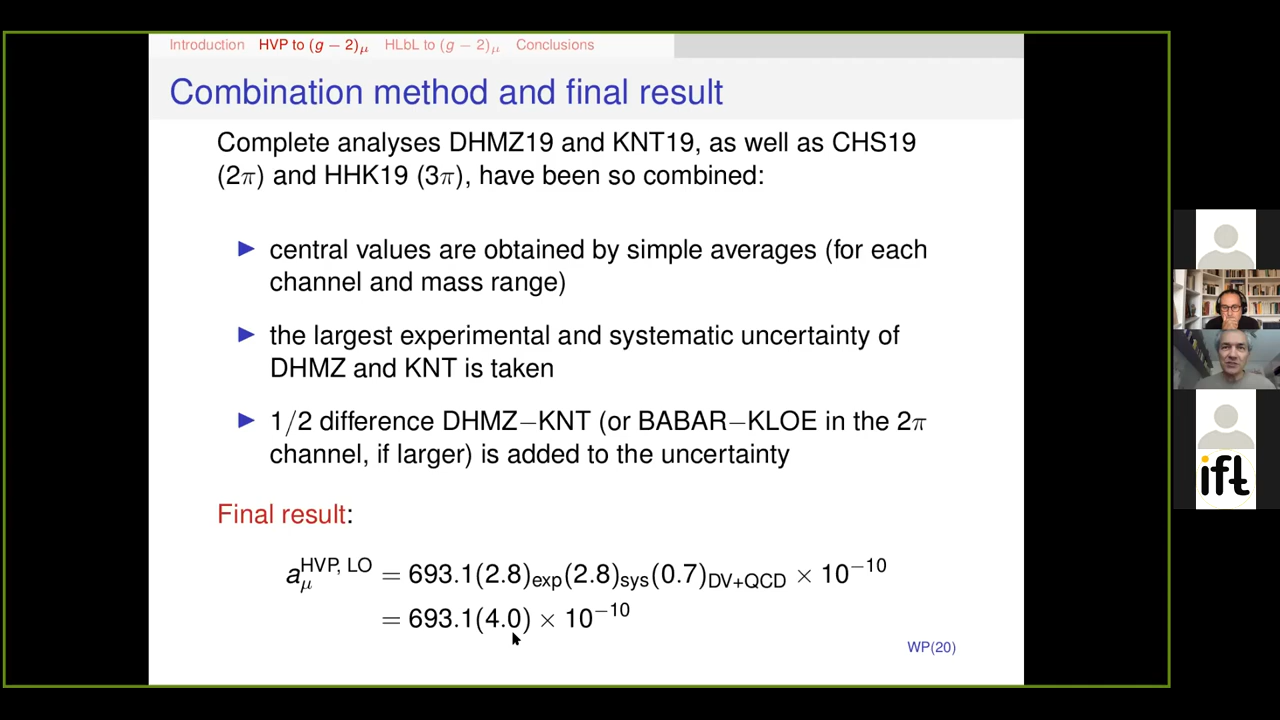 Introduction HVP to (g − 2)μ HLbL to (g − 2)μ Conclusions
Combination method and final result
Complete analyses DHMZ19 and KNT19, as well as CHS19
(2π) and HHK19 (3π), have been so combined:
central values are obtained by simple averages (for each
channel and mass range)
the largest experimental and systematic uncertainty of
DHMZ and KNT is taken
1/2 difference DHMZ−KNT (or BABAR−KLOE in the 2π
channel, if larger) is added to the uncertainty
Final result:
aμ^HVP, LO = 693.1(2.8)exp(2.8)sys(0.7)DV+QCD × 10^−10
= 693.1(4.0) × 10^−10
WP(20)
ift